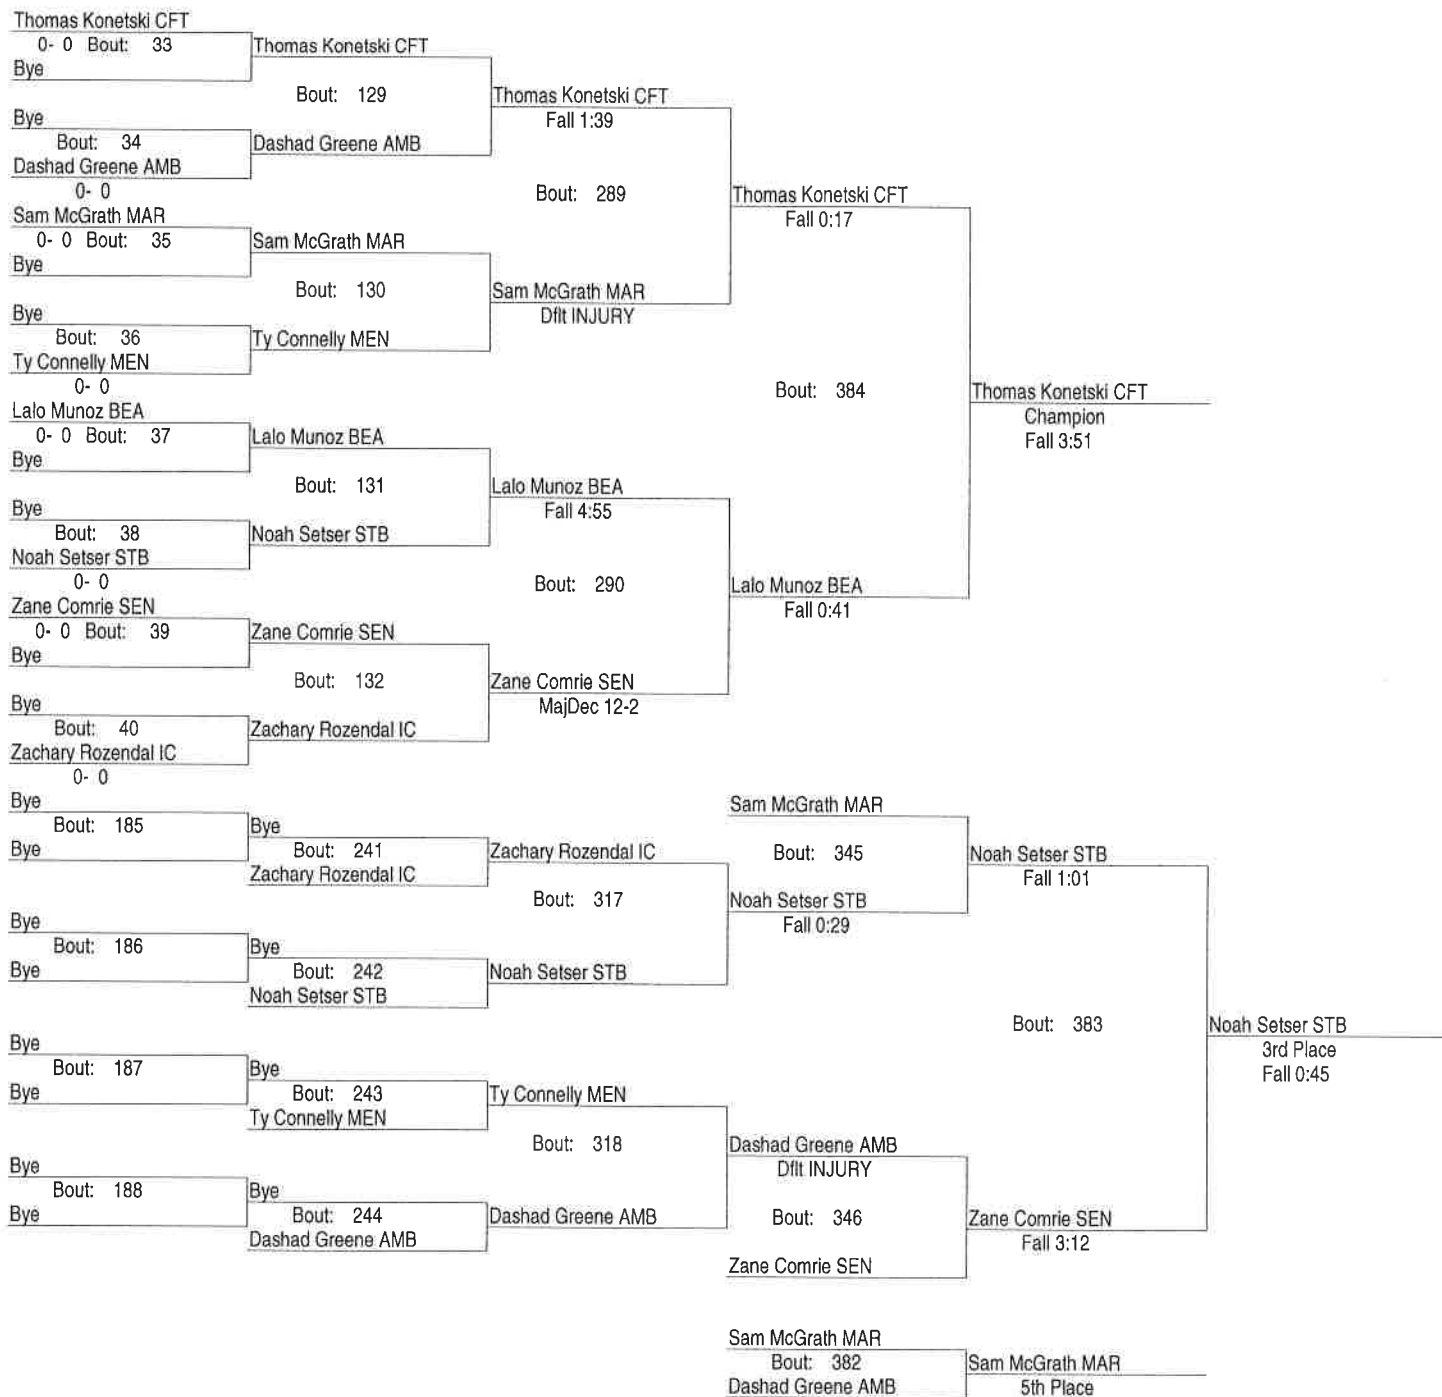 Thomas Konetski CFT
0- 0 Bout: 33
Bye
Thomas Konetski CFT
Bout: 129
Bye
Bout: 34
Dashad Greene AMB
0- 0
Dashad Greene AMB
Thomas Konetski CFT
Fall 1:39
Bout: 289
Sam McGrath MAR
0- 0 Bout: 35
Bye
Sam McGrath MAR
Bout: 130
Bye
Bout: 36
Ty Connelly MEN
0- 0
Ty Connelly MEN
Sam McGrath MAR
Dflt INJURY
Thomas Konetski CFT
Fall 0:17
Bout: 384
Thomas Konetski CFT
Champion
Fall 3:51
Lalo Munoz BEA
0- 0 Bout: 37
Bye
Lalo Munoz BEA
Bout: 131
Bye
Bout: 38
Noah Setser STB
0- 0
Noah Setser STB
Lalo Munoz BEA
Fall 4:55
Bout: 290
Zane Comrie SEN
0- 0 Bout: 39
Bye
Zane Comrie SEN
Bout: 132
Bye
Bout: 40
Zachary Rozendal IC
0- 0
Zachary Rozendal IC
Zane Comrie SEN
MajDec 12-2
Lalo Munoz BEA
Fall 0:41
Bye
Bout: 185
Bye
Bye
Bout: 241
Zachary Rozendal IC
Zachary Rozendal IC
Bout: 317
Bye
Bout: 186
Bye
Bye
Bout: 242
Noah Setser STB
Noah Setser STB
Sam McGrath MAR
Bout: 345
Noah Setser STB
Fall 0:29
Noah Setser STB
Fall 1:01
Bout: 383
Noah Setser STB
3rd Place
Fall 0:45
Bye
Bout: 187
Bye
Bye
Bout: 243
Ty Connelly MEN
Ty Connelly MEN
Bout: 318
Bye
Bout: 188
Bye
Bye
Bout: 244
Dashad Greene AMB
Dashad Greene AMB
Dashad Greene AMB
Dflt INJURY
Bout: 346
Zane Comrie SEN
Zane Comrie SEN
Fall 3:12
Sam McGrath MAR
Bout: 382
Dashad Greene AMB
Sam McGrath MAR
5th Place